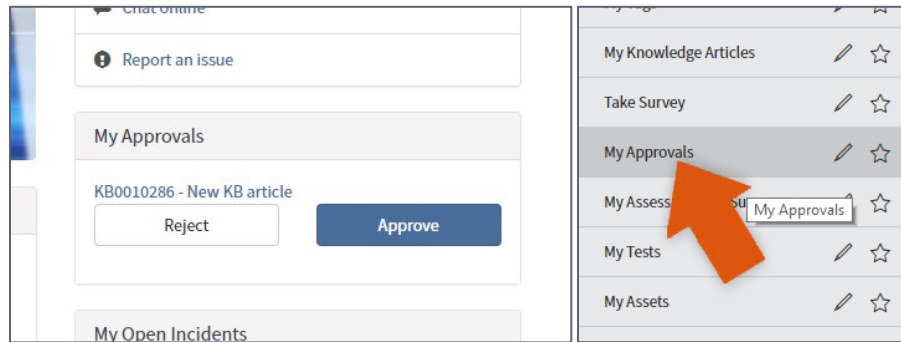 Chat online
Report an issue
My Approvals
KB0010286 - New KB article
Reject
Approve
My Open Incidents
My Knowledge Articles
Take Survey
My Approvals
My Assess
Su
My Approvals
My Tests
My Assets